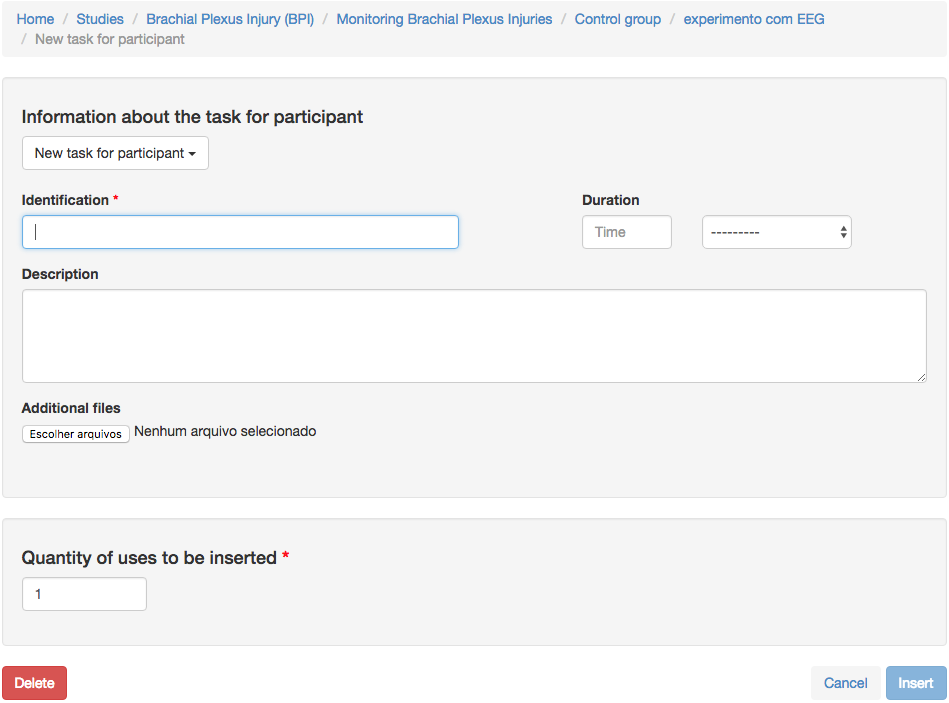 Home / Studies / Brachial Plexus Injury (BPI) / Monitoring Brachial Plexus Injuries / Control group / experimento com EEG
/ New task for participant
Information about the task for participant
New task for participant
Identification *
Duration
Time
---------
Description
Additional files
Escolher arquivos Nenhum arquivo selecionado
Quantity of uses to be inserted *
1
Delete
Cancel
Insert